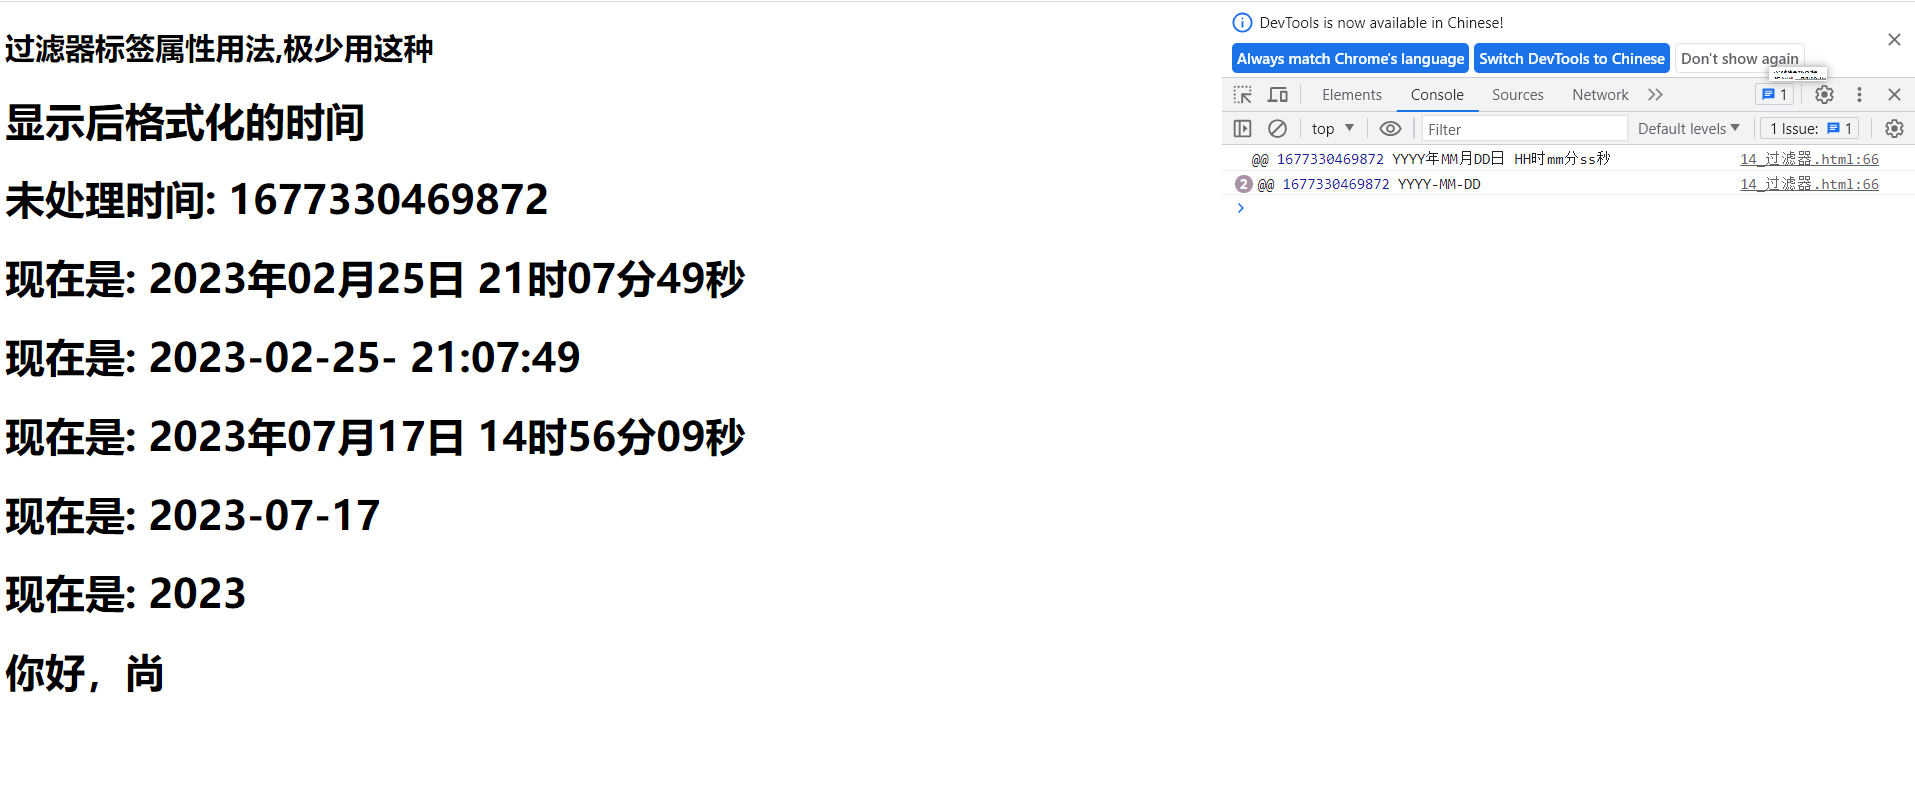 过滤器标签属性用法,极少用这种
显示后格式化的时间
未处理时间: 1677330469872
现在是: 2023年02月25日 21时07分49秒
现在是: 2023-02-25- 21:07:49
现在是: 2023年07月17日 14时56分09秒
现在是: 2023-07-17
现在是: 2023
你好，尚
DevTools is now available in Chinese!
Always match Chrome's language Switch DevTools to Chinese Don't show again
Elements Console Sources Network 1
top Filter Default levels 1 Issue: 1
@@ 1677330469872 YYYY年MM月DD日 HH时mm分ss秒 14_过滤器.html:66
2 @@ 1677330469872 YYYY-MM-DD 14_过滤器.html:66